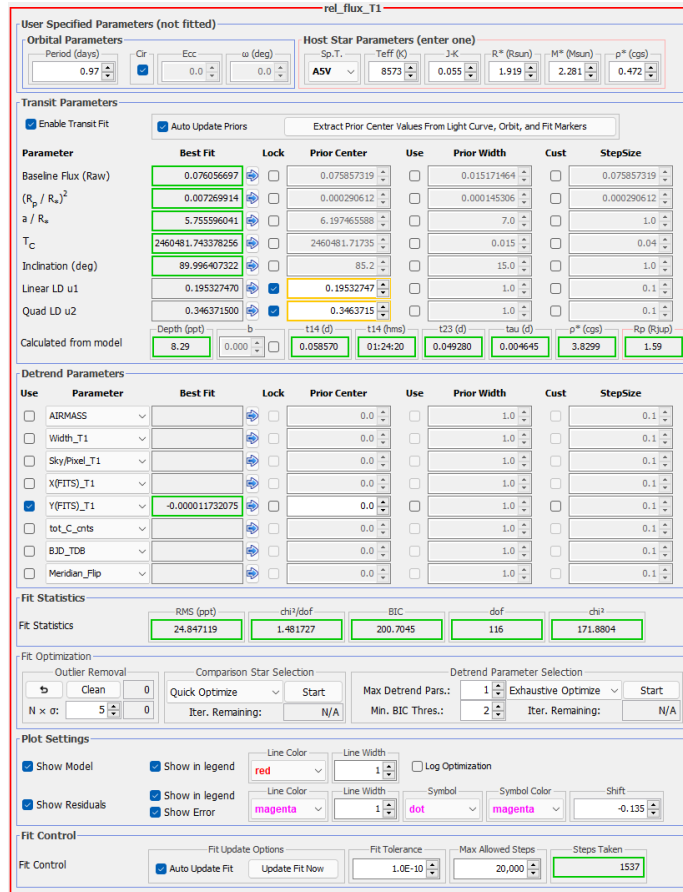 rel_flux_T1
User Specified Parameters (not fitted)
Orbital Parameters
Host Star Parameters (enter one)
Period (days) Cir Ecc ω (deg) Sp.T. Teff (K) J-K R* (Rsun) M* (Msun) ρ* (cgs)
0.97 0.0 0.0 A5V 8573 0.055 1.919 2.281 0.472
Transit Parameters
Enable Transit Fit Auto Update Priors Extract Prior Center Values From Light Curve, Orbit, and Fit Markers
Parameter Best Fit Lock Prior Center Use Prior Width Cust StepSize
Baseline Flux (Raw) 0.076056697 0.075857319 0.015171464 0.075857319
(Rp / R*)² 0.007269914 0.000290612 0.000145306 0.000290612
a / R* 5.755596041 6.197465588 7.0 1.0
TC 2460481.743378256 2460481.71735 0.015 0.04
Inclination (deg) 89.996407322 85.2 15.0 1.0
Linear LD u1 0.195327470 0.19532747 1.0 0.1
Quad LD u2 0.346371500 0.3463715 1.0 0.1
Depth (ppt) b t14 (d) t14 (hms) t23 (d) tau (d) ρ* (cgs) Rp (Rjup)
Calculated from model 8.29 0.000 0.058570 01:24:20 0.049280 0.004645 3.8299 1.59
Detrend Parameters
Use Parameter Best Fit Lock Prior Center Use Prior Width Cust StepSize
AIRMASS 0.0 1.0 0.1
Width_T1 0.0 1.0 0.1
Sky/Pixel_T1 0.0 1.0 0.1
X(FITS)_T1 0.0 1.0 0.1
Y(FITS)_T1 -0.000011732075 0.0 1.0 0.1
tot_C_cnts 0.0 1.0 0.1
BJD_TDB 0.0 1.0 0.1
Meridian_Flip 0.0 1.0 0.1
Fit Statistics
RMS (ppt) chi²/dof BIC dof chi²
Fit Statistics 24.847119 1.481727 200.7045 116 171.8804
Fit Optimization
Outlier Removal Comparison Star Selection Detrend Parameter Selection
Clean 0 Quick Optimize Start Max Detrend Pars.: 1 Exhaustive Optimize Start
N × σ: 5 0 Iter. Remaining: N/A Min. BIC Thres.: 2 Iter. Remaining: N/A
Plot Settings
Line Color Line Width
Show Model Show in legend red 1 Log Optimization
Line Color Line Width Symbol Symbol Color Shift
Show Residuals Show in legend Show Error magenta 1 dot magenta -0.135
Fit Control
Fit Update Options Fit Tolerance Max Allowed Steps Steps Taken
Fit Control Auto Update Fit Update Fit Now 1.0E-10 20,000 1537